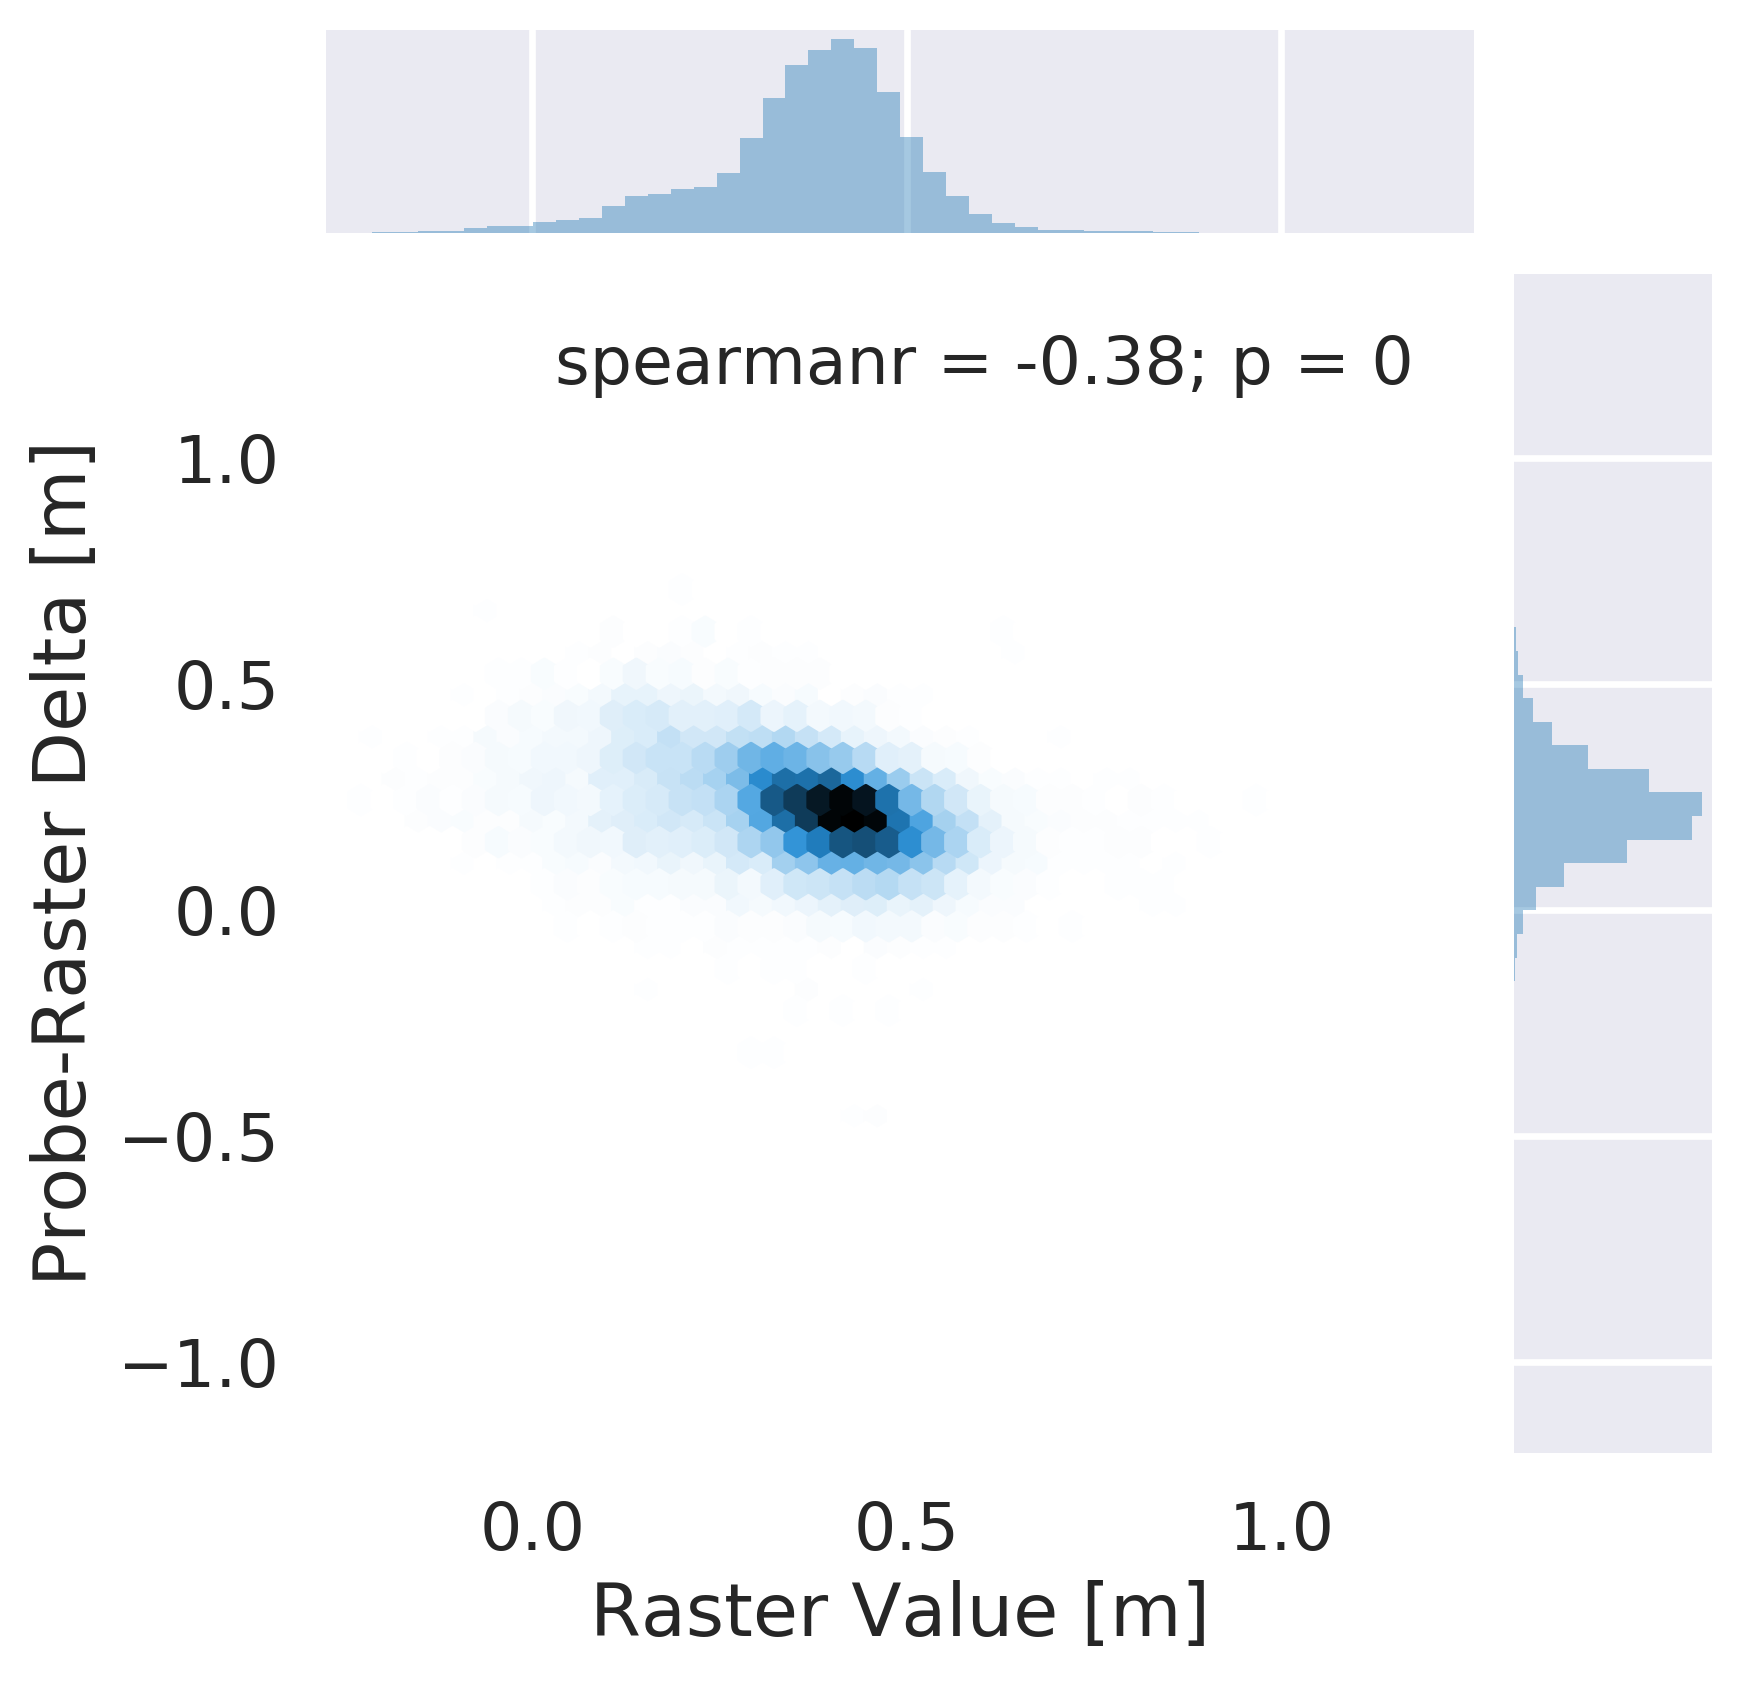 spearmanr = -0.38; p = 0
Probe-Raster Delta [m]
1.0
0.5
0.0
−0.5
−1.0
0.0 0.5 1.0
Raster Value [m]